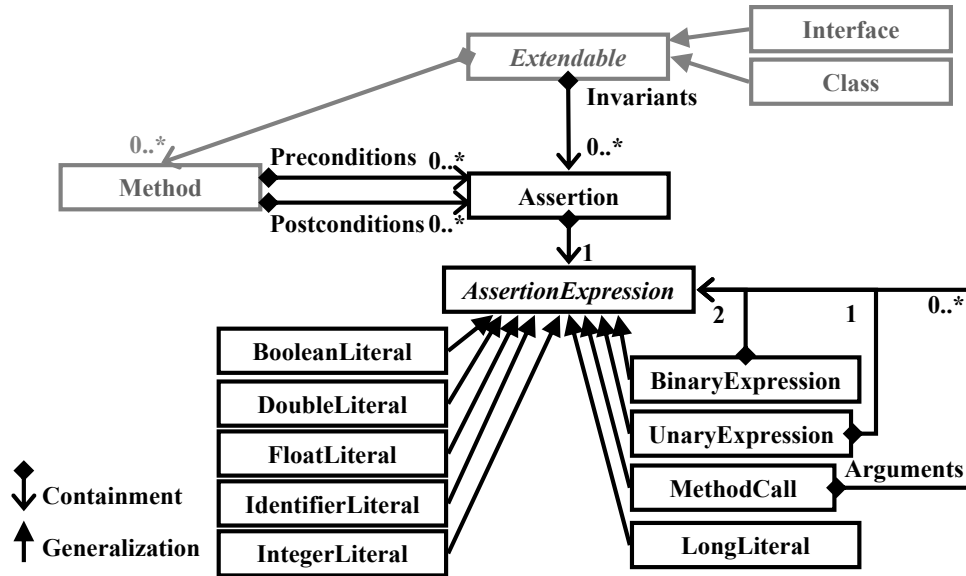 Interface
Extendable
Class
Invariants
0..*
0..*
Preconditions 0..*
Method
Assertion
Postconditions 0..*
1
AssertionExpression
2
1
0..*
BooleanLiteral
BinaryExpression
DoubleLiteral
UnaryExpression
FloatLiteral
Arguments
MethodCall
Containment
IdentifierLiteral
Generalization
IntegerLiteral
LongLiteral